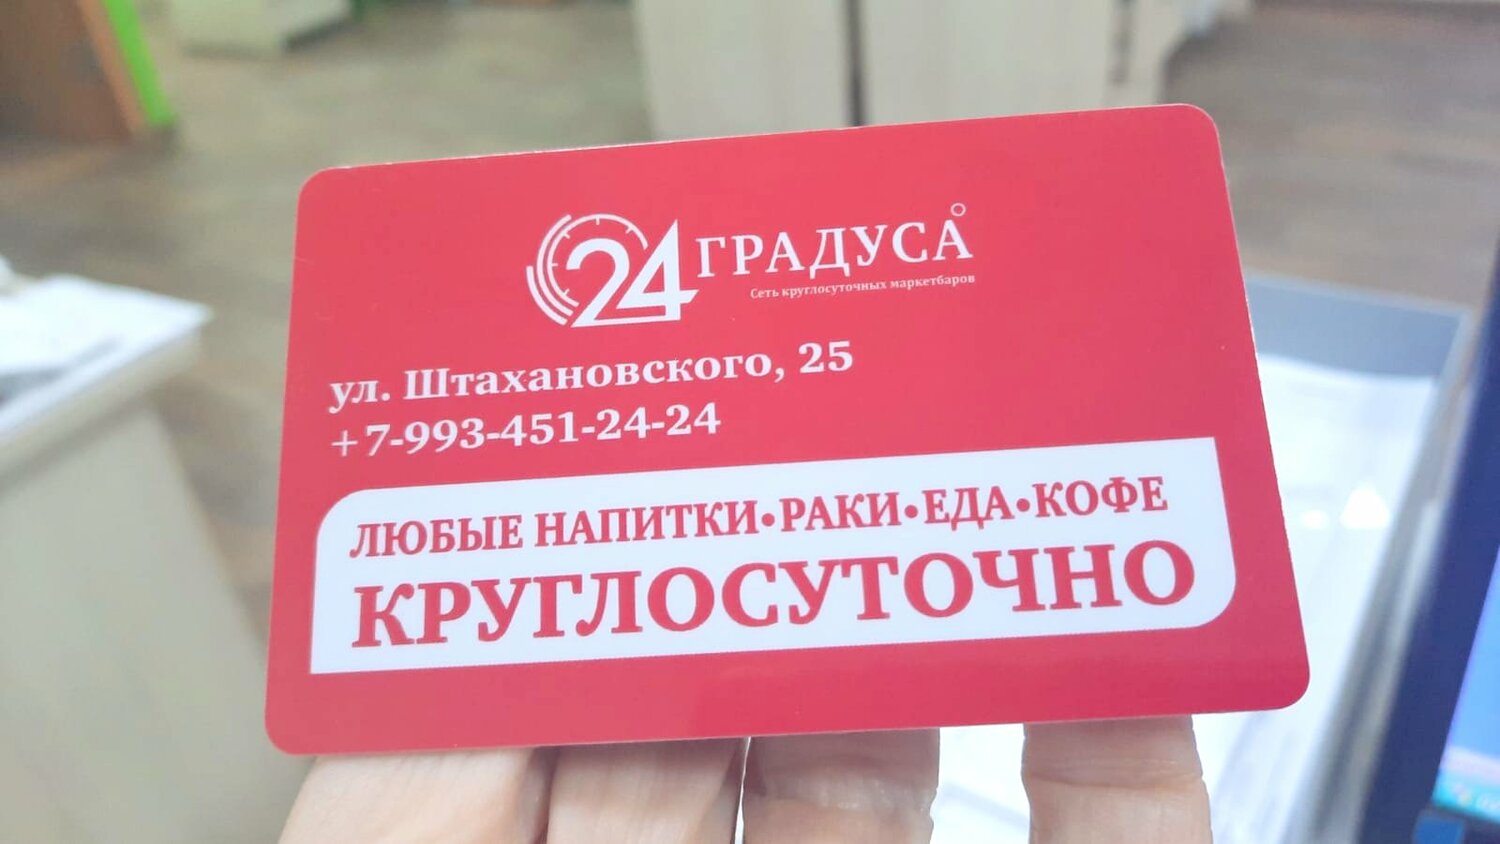 24 ГРАДУСА
Сеть круглосуточных маркетбаров
ул. Штахановского, 25
+7-993-451-24-24
ЛЮБЫЕ НАПИТКИ•РАКИ•ЕДА•КОФЕ
КРУГЛОСУТОЧНО